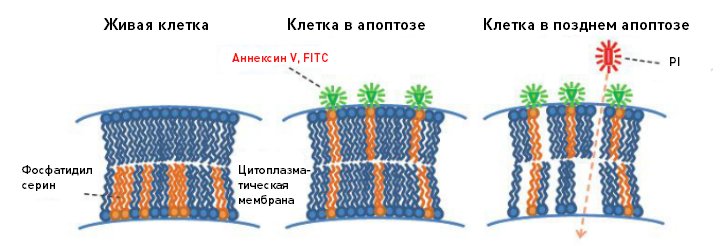 Живая клетка
Клетка в апоптозе
Клетка в позднем апоптозе
Аннексин V, FITC
PI
Фосфатидил
серин
Цитоплазма-
тическая
мембрана